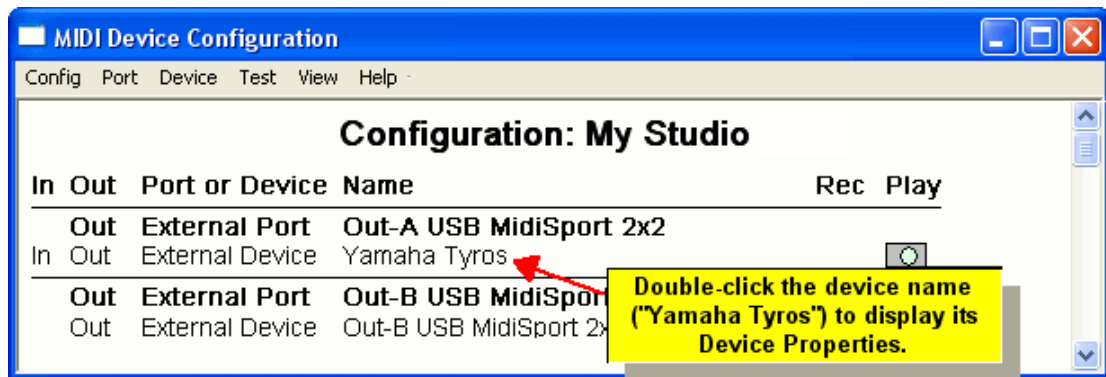 MIDI Device Configuration
Config Port Device Test View Help
Configuration: My Studio
In Out Port or Device Name Rec Play
Out External Port Out-A USB MidiSport 2x2
In Out External Device Yamaha Tyros
Out External Port Out-B USB
Out External Device Out-B USB MidiSport
Double-click the device name
("Yamaha Tyros") to display its
Device Properties.